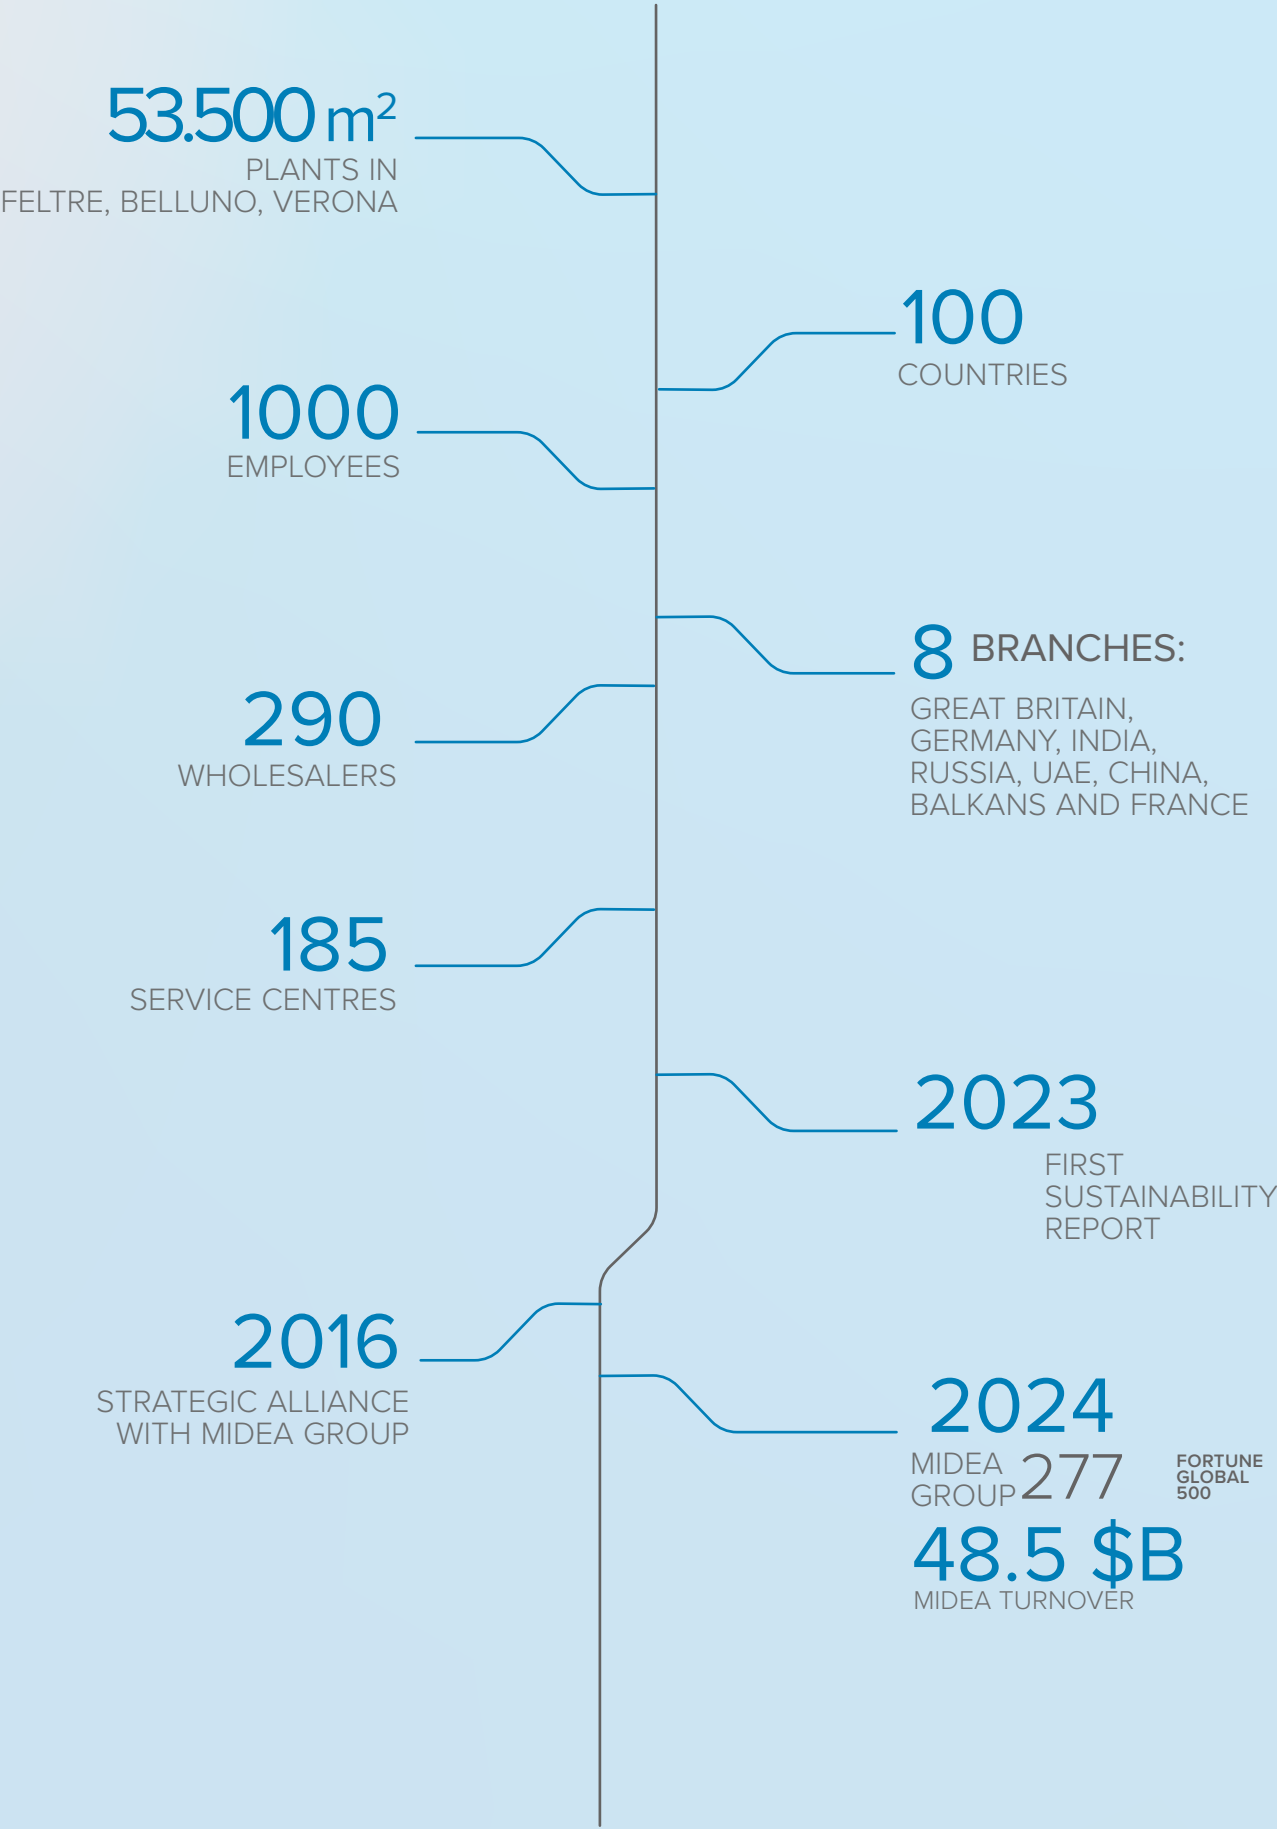 53.500 m²
PLANTS IN
FELTRE, BELLUNO, VERONA
100
COUNTRIES
1000
EMPLOYEES
8 BRANCHES:
GREAT BRITAIN,
GERMANY, INDIA,
RUSSIA, UAE, CHINA,
BALKANS AND FRANCE
290
WHOLESALERS
185
SERVICE CENTRES
2023
FIRST
SUSTAINABILITY
REPORT
2016
STRATEGIC ALLIANCE
WITH MIDEA GROUP
2024
MIDEA
GROUP 277
FORTUNE
GLOBAL
500
48.5 $B
MIDEA TURNOVER